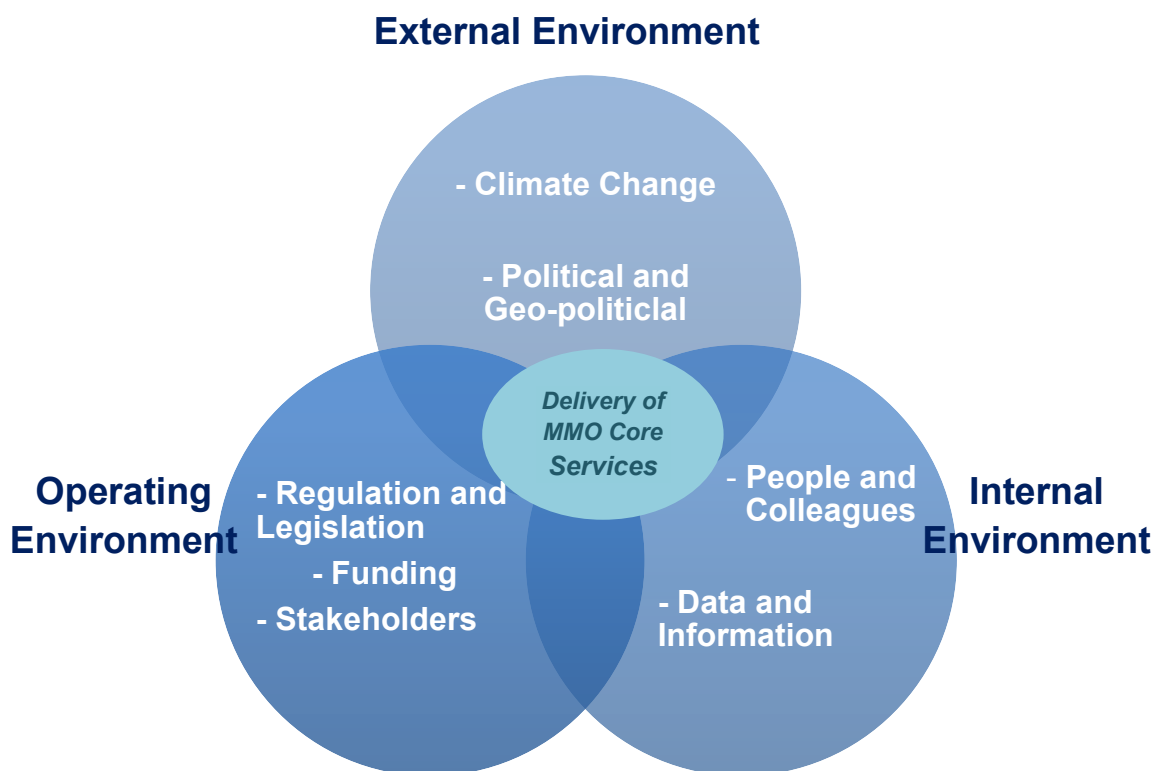 External Environment
- Climate Change
- Political and
Geo-politiclal
Delivery of
MMO Core
Services
Operating
Environment
- Regulation and
Legislation
- Funding
- Stakeholders
- People and
Colleagues
- Data and
Information
Internal
Environment